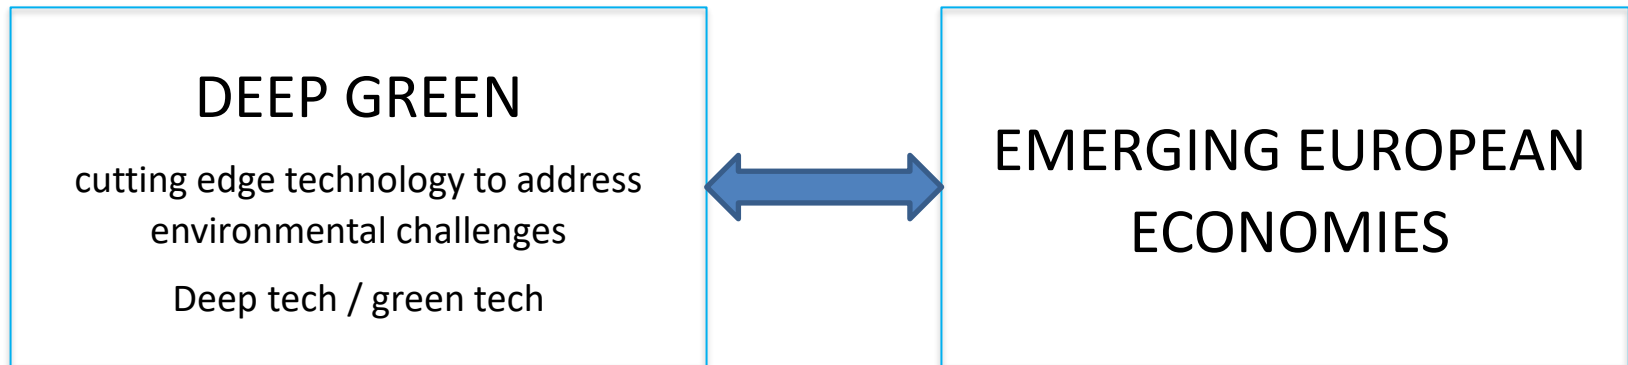 DEEP GREEN
cutting edge technology to address
environmental challenges
Deep tech / green tech
EMERGING EUROPEAN
ECONOMIES